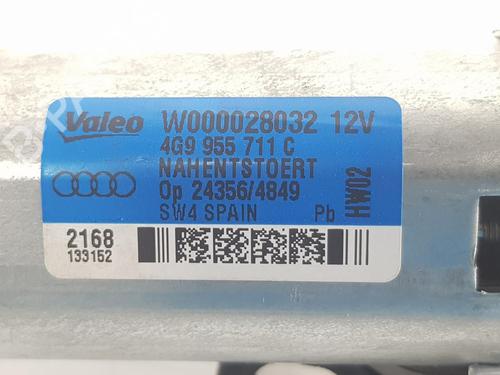 Valeo W000028032 12V
4G9 955 711 C
NAHENTSTOERT
Op 24356/4849
SW4 SPAIN Pb
HW02
2168
133152